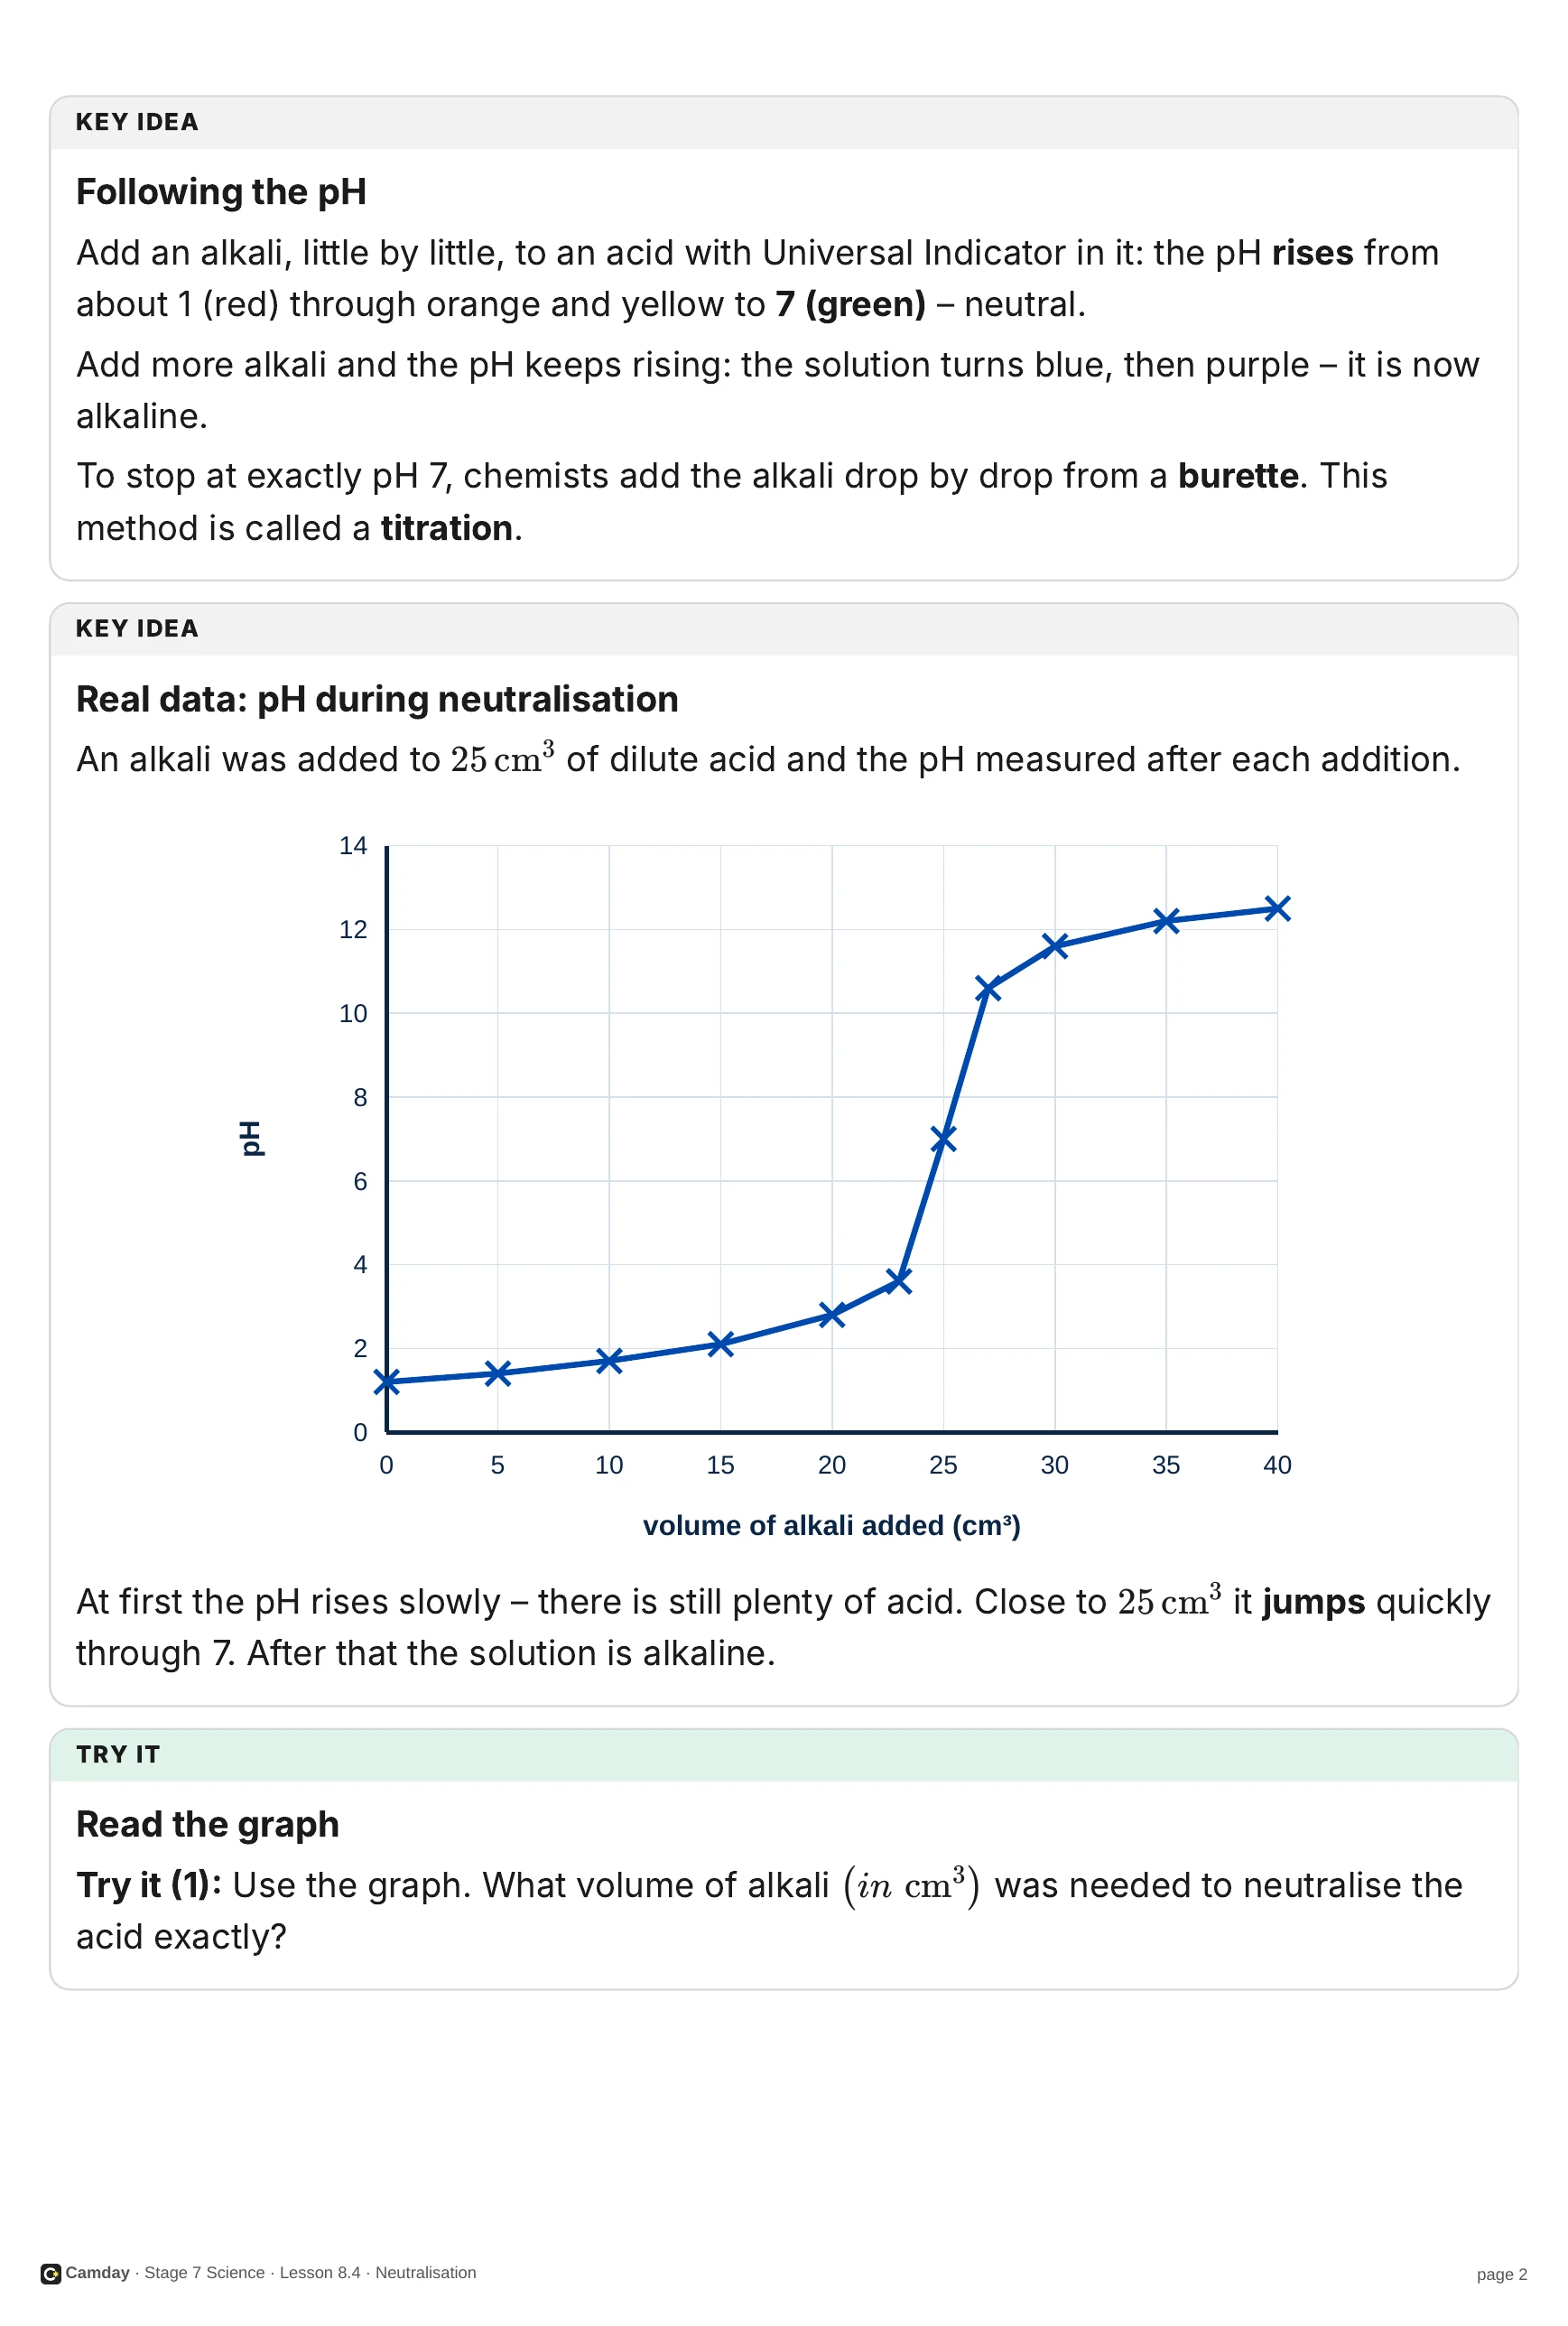 KEY IDEA
Following the pH
Add an alkali, little by little, to an acid with Universal Indicator in it: the pH rises from
about 1 (red) through orange and yellow to 7 (green) – neutral.
Add more alkali and the pH keeps rising: the solution turns blue, then purple – it is now
alkaline.
To stop at exactly pH 7, chemists add the alkali drop by drop from a burette. This
method is called a titration.
KEY IDEA
Real data: pH during neutralisation
An alkali was added to 25 cm³ of dilute acid and the pH measured after each addition.
14
12
10
8
pH
6
4
2
0
0 5 10 15 20 25 30 35 40
volume of alkali added (cm³)
At first the pH rises slowly – there is still plenty of acid. Close to 25 cm³ it jumps quickly
through 7. After that the solution is alkaline.
TRY IT
Read the graph
Try it (1): Use the graph. What volume of alkali (in cm³) was needed to neutralise the
acid exactly?
Camday · Stage 7 Science · Lesson 8.4 · Neutralisation
page 2